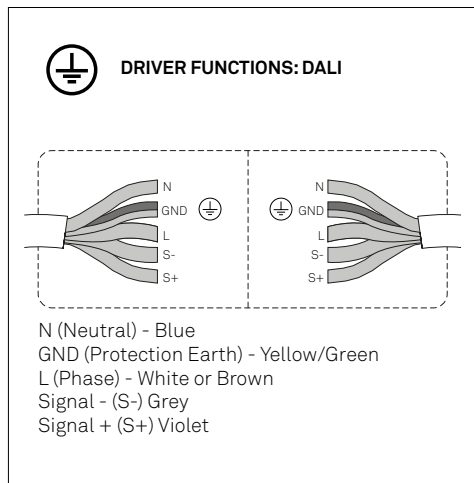 DRIVER FUNCTIONS: DALI
N
GND
L
S-
S+
N
GND
L
S-
S+
N (Neutral) - Blue
GND (Protection Earth) - Yellow/Green
L (Phase) - White or Brown
Signal - (S-) Grey
Signal + (S+) Violet